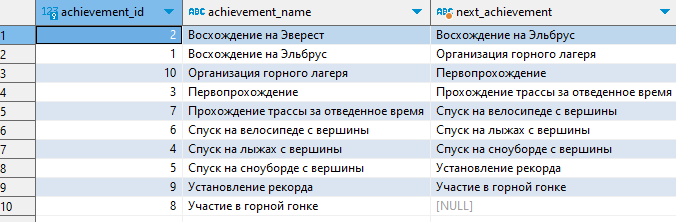 123 achievement_id ABC achievement_name ABC next_achievement
1 2 Восхождение на Эверест Восхождение на Эльбрус
2 1 Восхождение на Эльбрус Организация горного лагеря
3 10 Организация горного лагеря Первопрохождение
4 3 Первопрохождение Прохождение трассы за отведенное время
5 7 Прохождение трассы за отведенное время Спуск на велосипеде с вершины
6 6 Спуск на велосипеде с вершины Спуск на лыжах с вершины
7 4 Спуск на лыжах с вершины Спуск на сноуборде с вершины
8 5 Спуск на сноуборде с вершины Установление рекорда
9 9 Установление рекорда Участие в горной гонке
10 8 Участие в горной гонке [NULL]